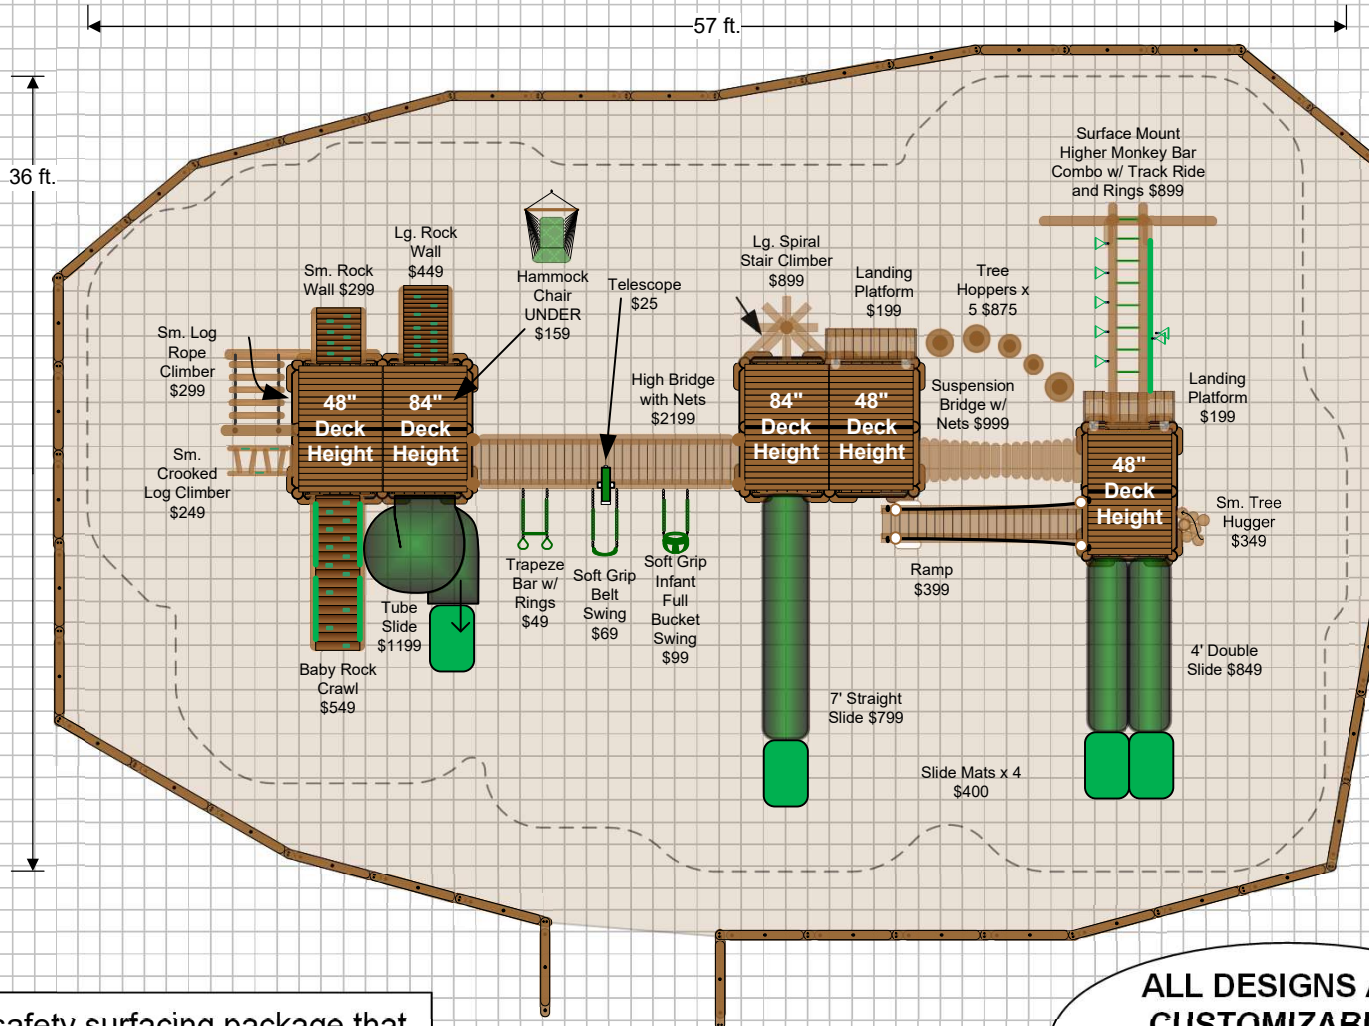 57 ft.
36 ft.
Surface Mount
Higher Monkey Bar
Combo w/ Track Ride
and Rings $899
Lg. Rock
Wall
$449
Sm. Rock
Wall $299
Hammock
Chair
UNDER
$159
Telescope
$25
Lg. Spiral
Stair Climber
$899
Landing
Platform
$199
Tree
Hoppers x
5 $875
Sm. Log
Rope
Climber
$299
High Bridge
with Nets
$2199
Suspension
Bridge w/
Nets $999
Landing
Platform
$199
48"
Deck
Height
84"
Deck
Height
84"
Deck
Height
48"
Deck
Height
48"
Deck
Height
Sm.
Crooked
Log Climber
$249
Sm. Tree
Hugger
$349
Trapeze
Bar w/
Rings
$49
Soft Grip
Belt
Swing
$69
Soft Grip
Infant
Full
Bucket
Swing
$99
Ramp
$399
Tube
Slide
$1199
Baby Rock
Crawl
$549
4' Double
Slide $849
7' Straight
Slide $799
Slide Mats x 4
$400
safety surfacing package that
ALL DESIGNS